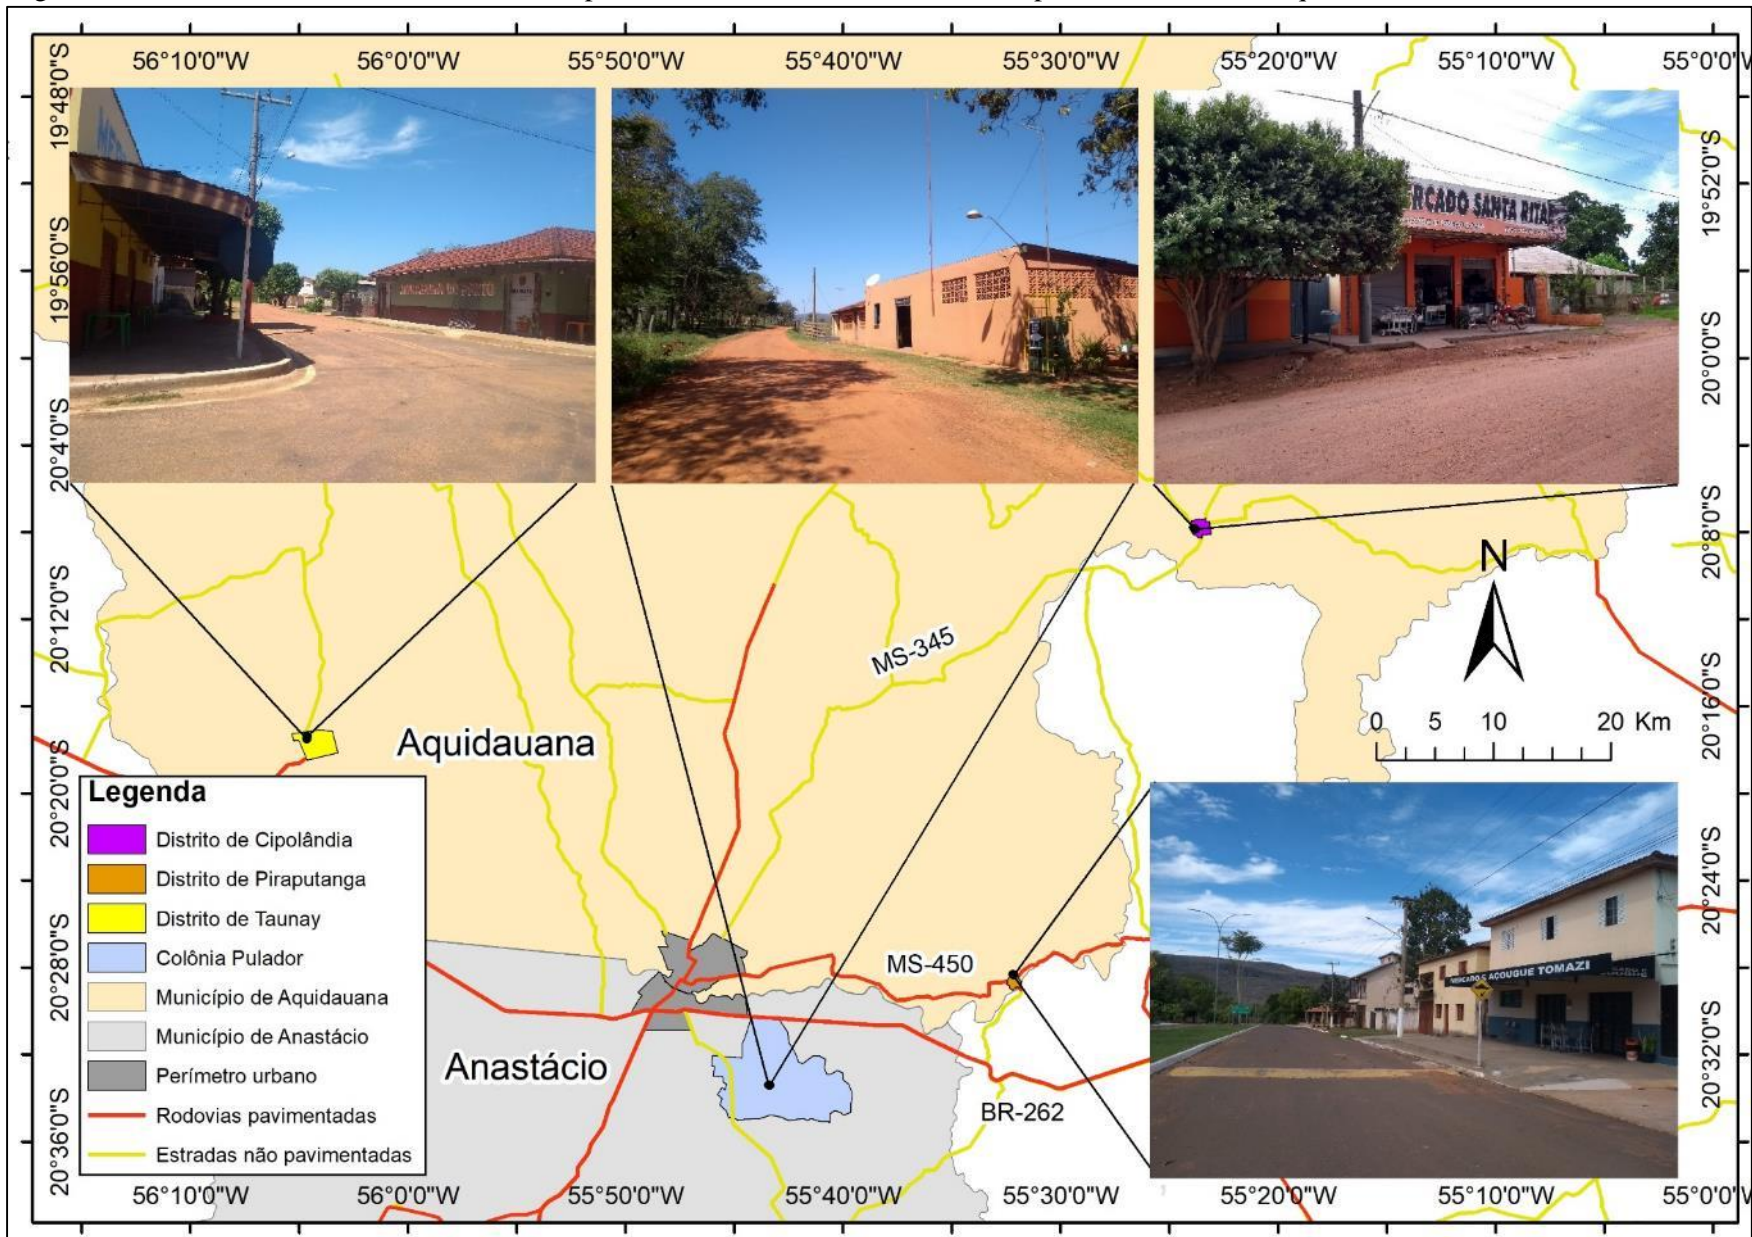 56°10'0"W 56°0'0"W 55°50'0"W 55°40'0"W 55°30'0"W 55°20'0"W 55°10'0"W 55°0'0"W
19°48'0"S
19°56'0"S
20°4'0"S
20°12'0"S
20°20'0"S
20°28'0"S
20°36'0"S
19°52'0"S
20°0'0"S
20°8'0"S
20°16'0"S
20°24'0"S
20°32'0"S
MERCADO SANTA RITA
N
0 5 10 20 Km
MS-345
Aquidauana
Legenda
Distrito de Cipolândia
Distrito de Piraputanga
Distrito de Taunay
Colônia Pulador
Município de Aquidauana
Município de Anastácio
Perímetro urbano
Rodovias pavimentadas
Estradas não pavimentadas
MS-450
Anastácio
BR-262
MERCADO E AÇOUGUE TOMAZI
56°10'0"W 56°0'0"W 55°50'0"W 55°40'0"W 55°30'0"W 55°20'0"W 55°10'0"W 55°0'0"W